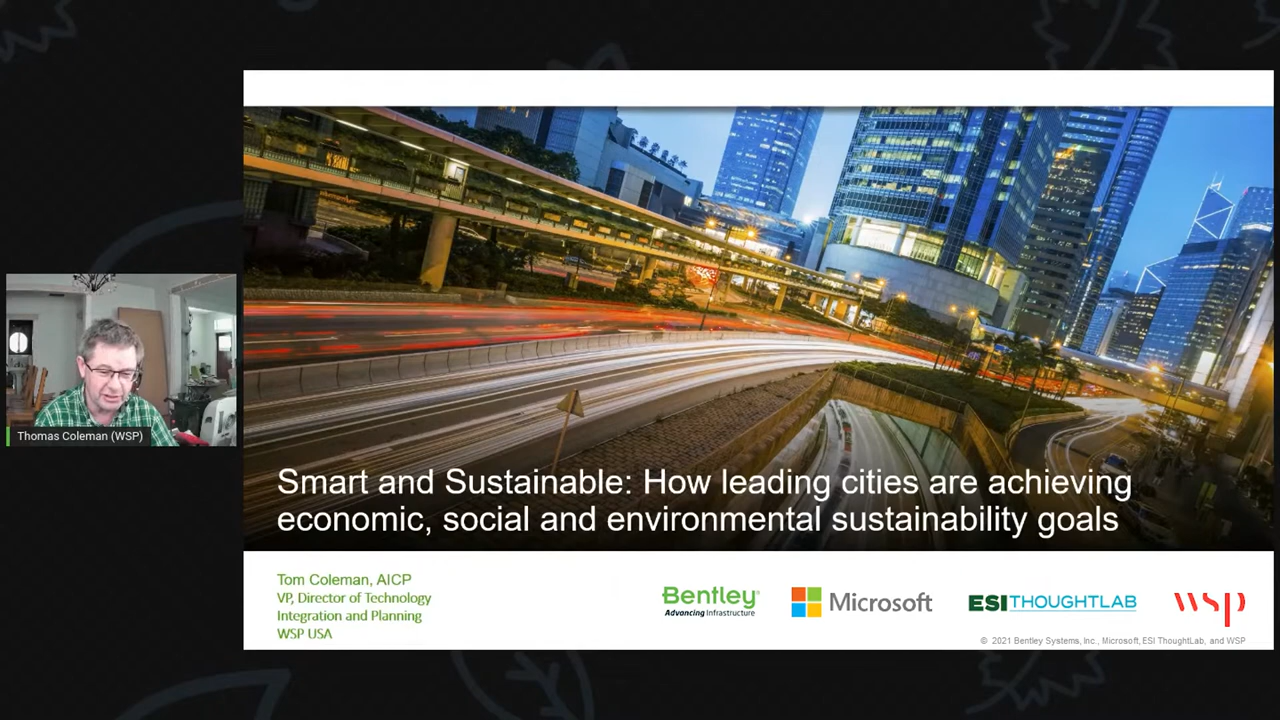 Thomas Coleman (WSP)
Smart and Sustainable: How leading cities are achieving
economic, social and environmental sustainability goals
Tom Coleman, AICP
VP, Director of Technology
Integration and Planning
WSP USA
Bentley®
Advancing Infrastructure
Microsoft
ESI THOUGHTLAB
wsp
© 2021 Bentley Systems, Inc., Microsoft, ESI ThoughtLab, and WSP